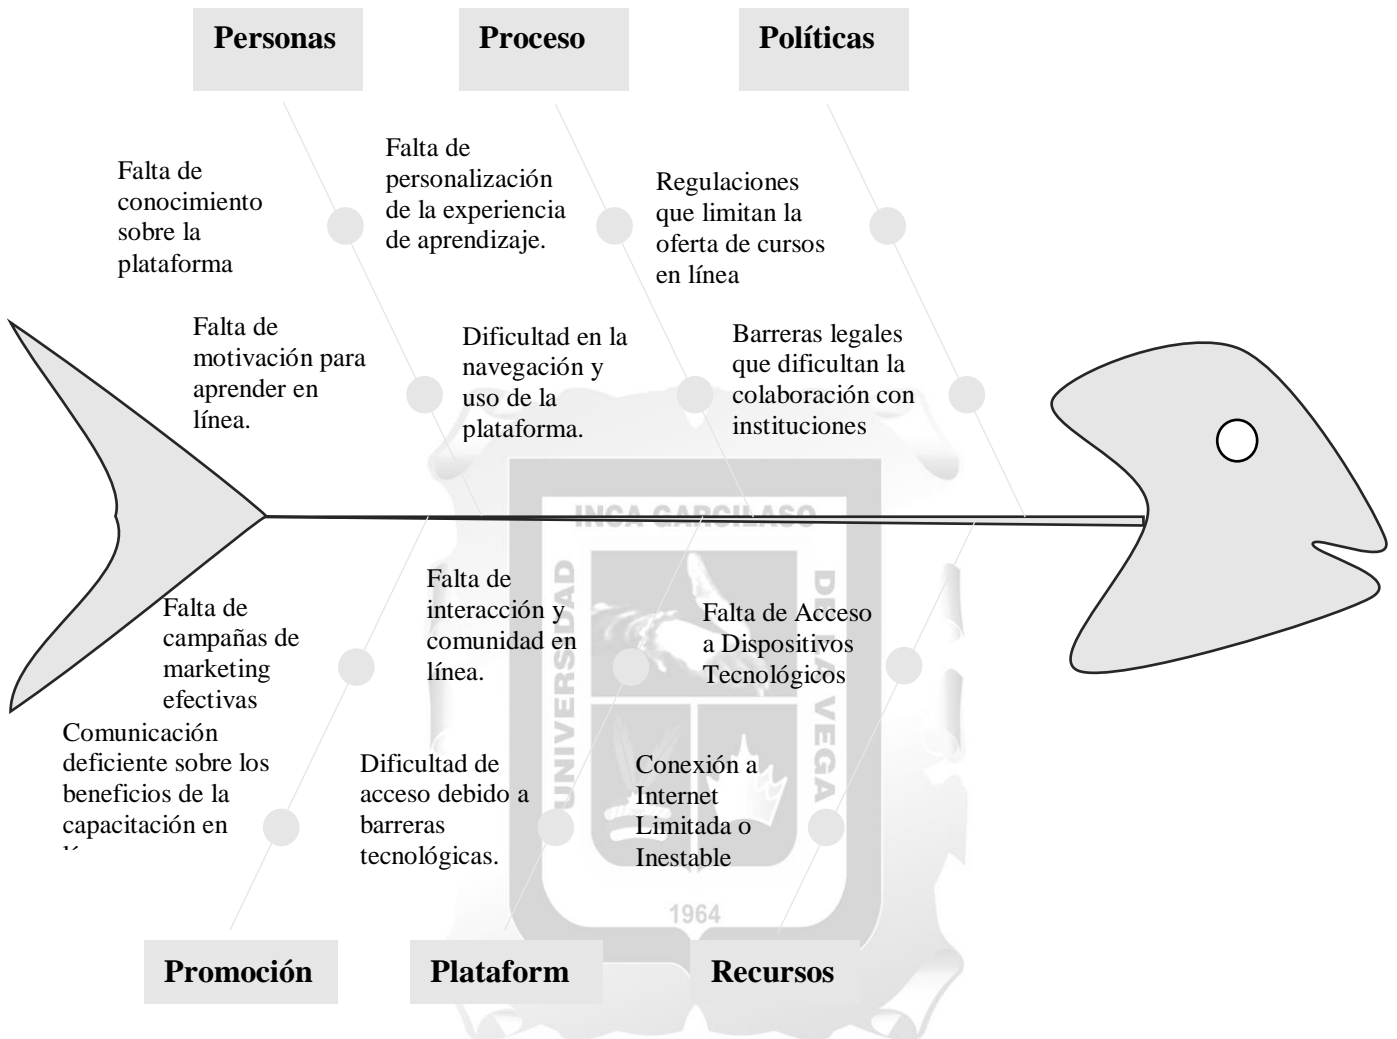 Personas
Proceso
Políticas
Falta de
conocimiento
sobre la
plataforma
Falta de
personalización
de la experiencia
de aprendizaje.
Regulaciones
que limitan la
oferta de cursos
en línea
Falta de
motivación para
aprender en
línea.
Dificultad en la
navegación y
uso de la
plataforma.
Barreras legales
que dificultan la
colaboración con
instituciones
INCA GARCILASO
UNIVERSIDAD
DE LA VEGA
1964
Falta de
campañas de
marketing
efectivas
Falta de
interacción y
comunidad en
línea.
Falta de Acceso
a Dispositivos
Tecnológicos
Comunicación
deficiente sobre los
beneficios de la
capacitación en
Dificultad de
acceso debido a
barreras
tecnológicas.
Conexión a
Internet
Limitada o
Inestable
Promoción
Plataform
Recursos